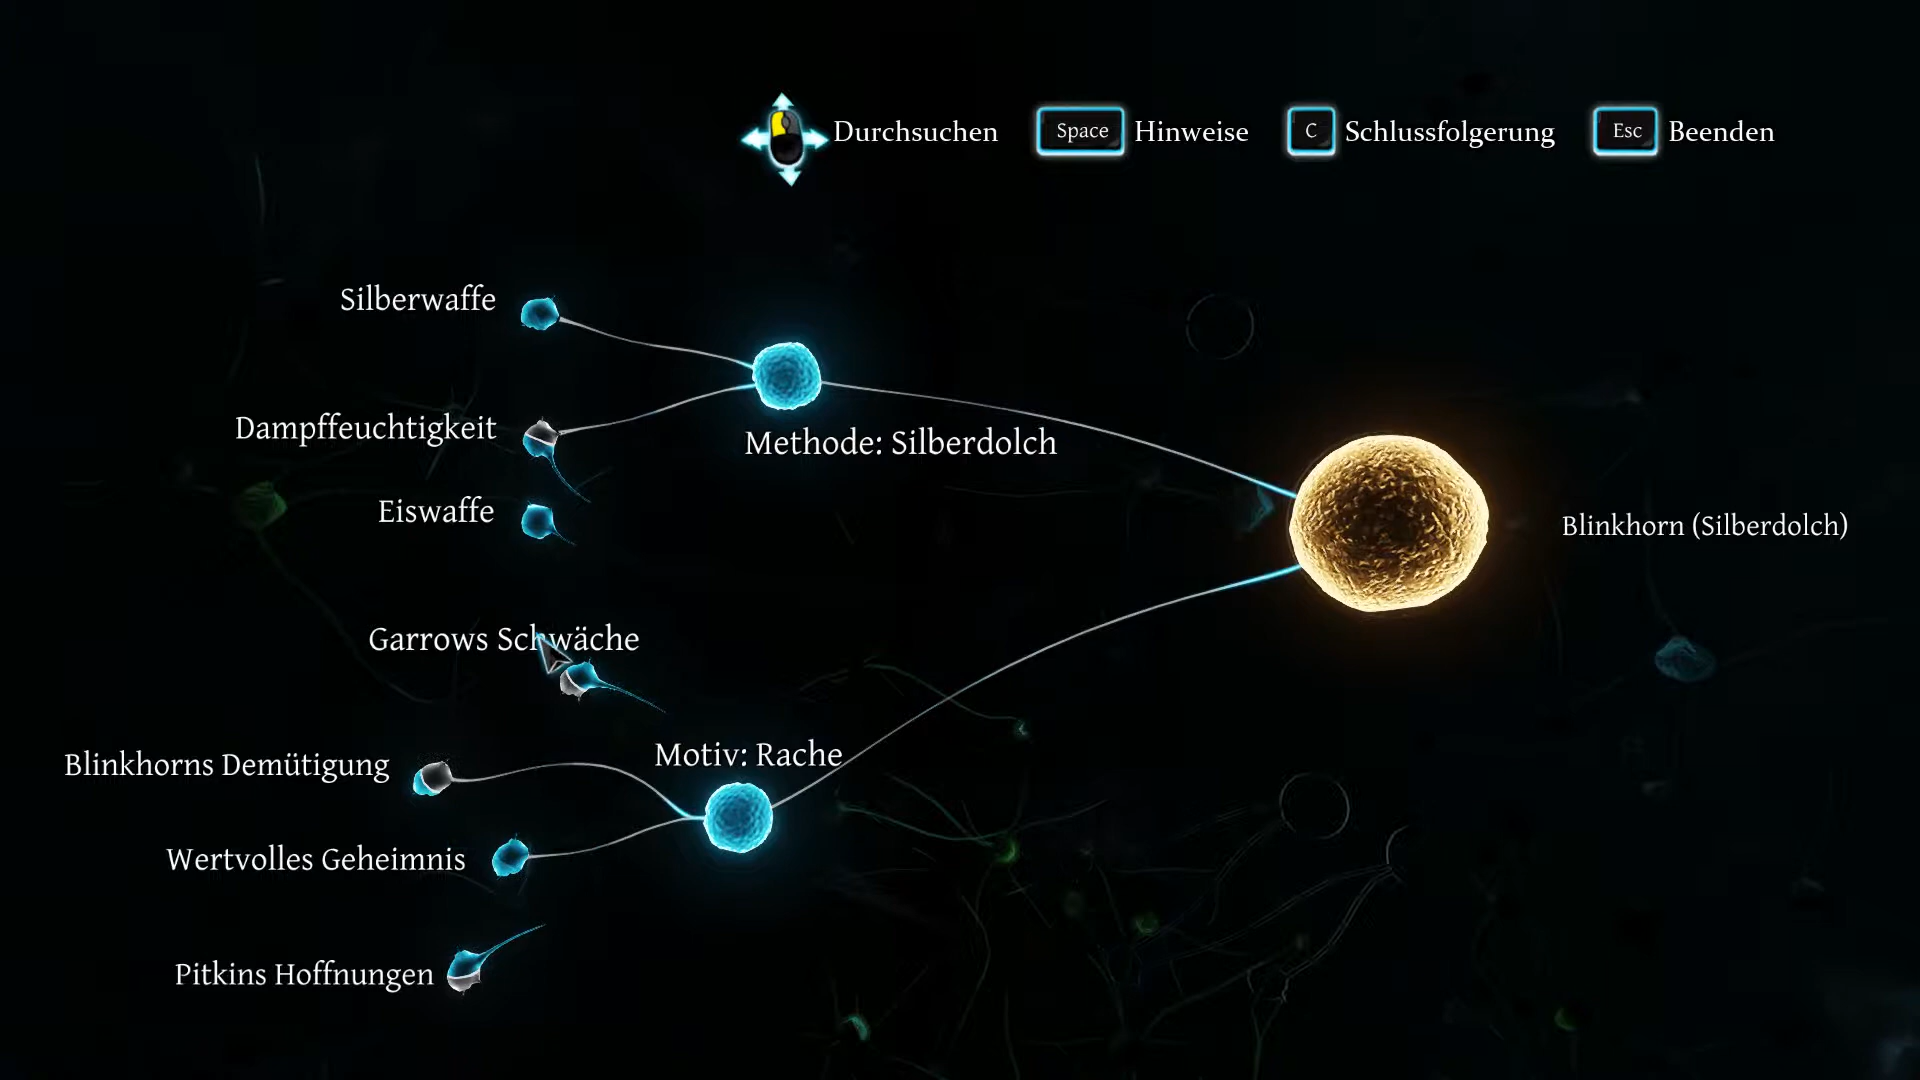 Durchsuchen
Space Hinweise
C Schlussfolgerung
Esc Beenden
Silberwaffe
Dampffeuchtigkeit
Methode: Silberdolch
Eiswaffe
Blinkhorn (Silberdolch)
Garrows Schwäche
Motiv: Rache
Blinkhorns Demütigung
Wertvolles Geheimnis
Pitkins Hoffnungen